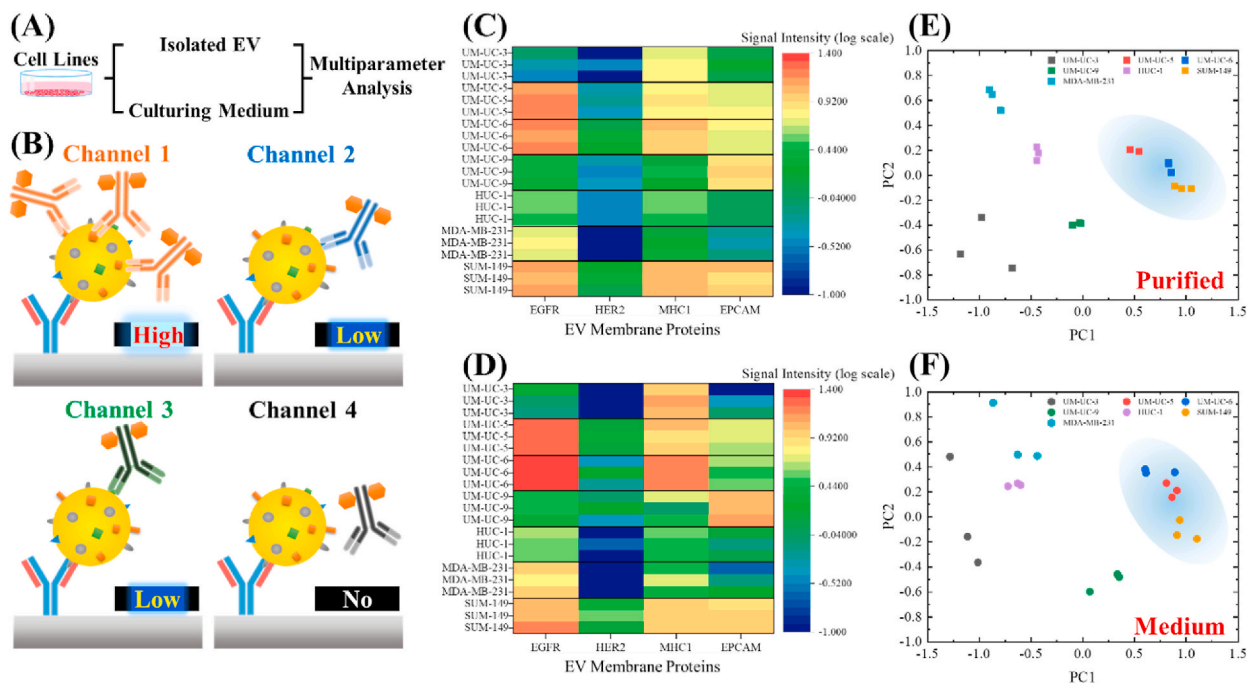 (A)
Cell Lines
Isolated EV
Culturing Medium
Multiparameter
Analysis
(B)
Channel 1
High
Channel 2
Low
Channel 3
Low
Channel 4
No
(C)
Signal Intensity (log scale)
UM-UC-3
UM-UC-3
UM-UC-3
UM-UC-5
UM-UC-5
UM-UC-5
UM-UC-6
UM-UC-6
UM-UC-6
UM-UC-9
UM-UC-9
UM-UC-9
HUC-1
HUC-1
HUC-1
MDA-MB-231
MDA-MB-231
MDA-MB-231
SUM-149
SUM-149
SUM-149
EGFR HER2 MHC1 EPCAM
EV Membrane Proteins
1.400
0.9200
0.4400
-0.04000
-0.5200
-1.000
(D)
Signal Intensity (log scale)
UM-UC-3
UM-UC-3
UM-UC-3
UM-UC-5
UM-UC-5
UM-UC-5
UM-UC-6
UM-UC-6
UM-UC-6
UM-UC-9
UM-UC-9
UM-UC-9
HUC-1
HUC-1
HUC-1
MDA-MB-231
MDA-MB-231
MDA-MB-231
SUM-149
SUM-149
SUM-149
EGFR HER2 MHC1 EPCAM
EV Membrane Proteins
1.400
0.9200
0.4400
-0.04000
-0.5200
-1.000
(E)
UM-UC-3 UM-UC-5 UM-UC-6
UM-UC-9 HUC-1 SUM-149
MDA-MB-231
1.0
0.8
0.6
0.4
0.2
0.0
-0.2
-0.4
-0.6
-0.8
-1.0
PC2
Purified
-1.5 -1.0 -0.5 0.0 0.5 1.0 1.5
PC1
(F)
UM-UC-3 UM-UC-5 UM-UC-6
UM-UC-9 HUC-1 SUM-149
MDA-MB-231
1.0
0.8
0.6
0.4
0.2
0.0
-0.2
-0.4
-0.6
-0.8
-1.0
PC2
Medium
-1.5 -1.0 -0.5 0.0 0.5 1.0 1.5
PC1